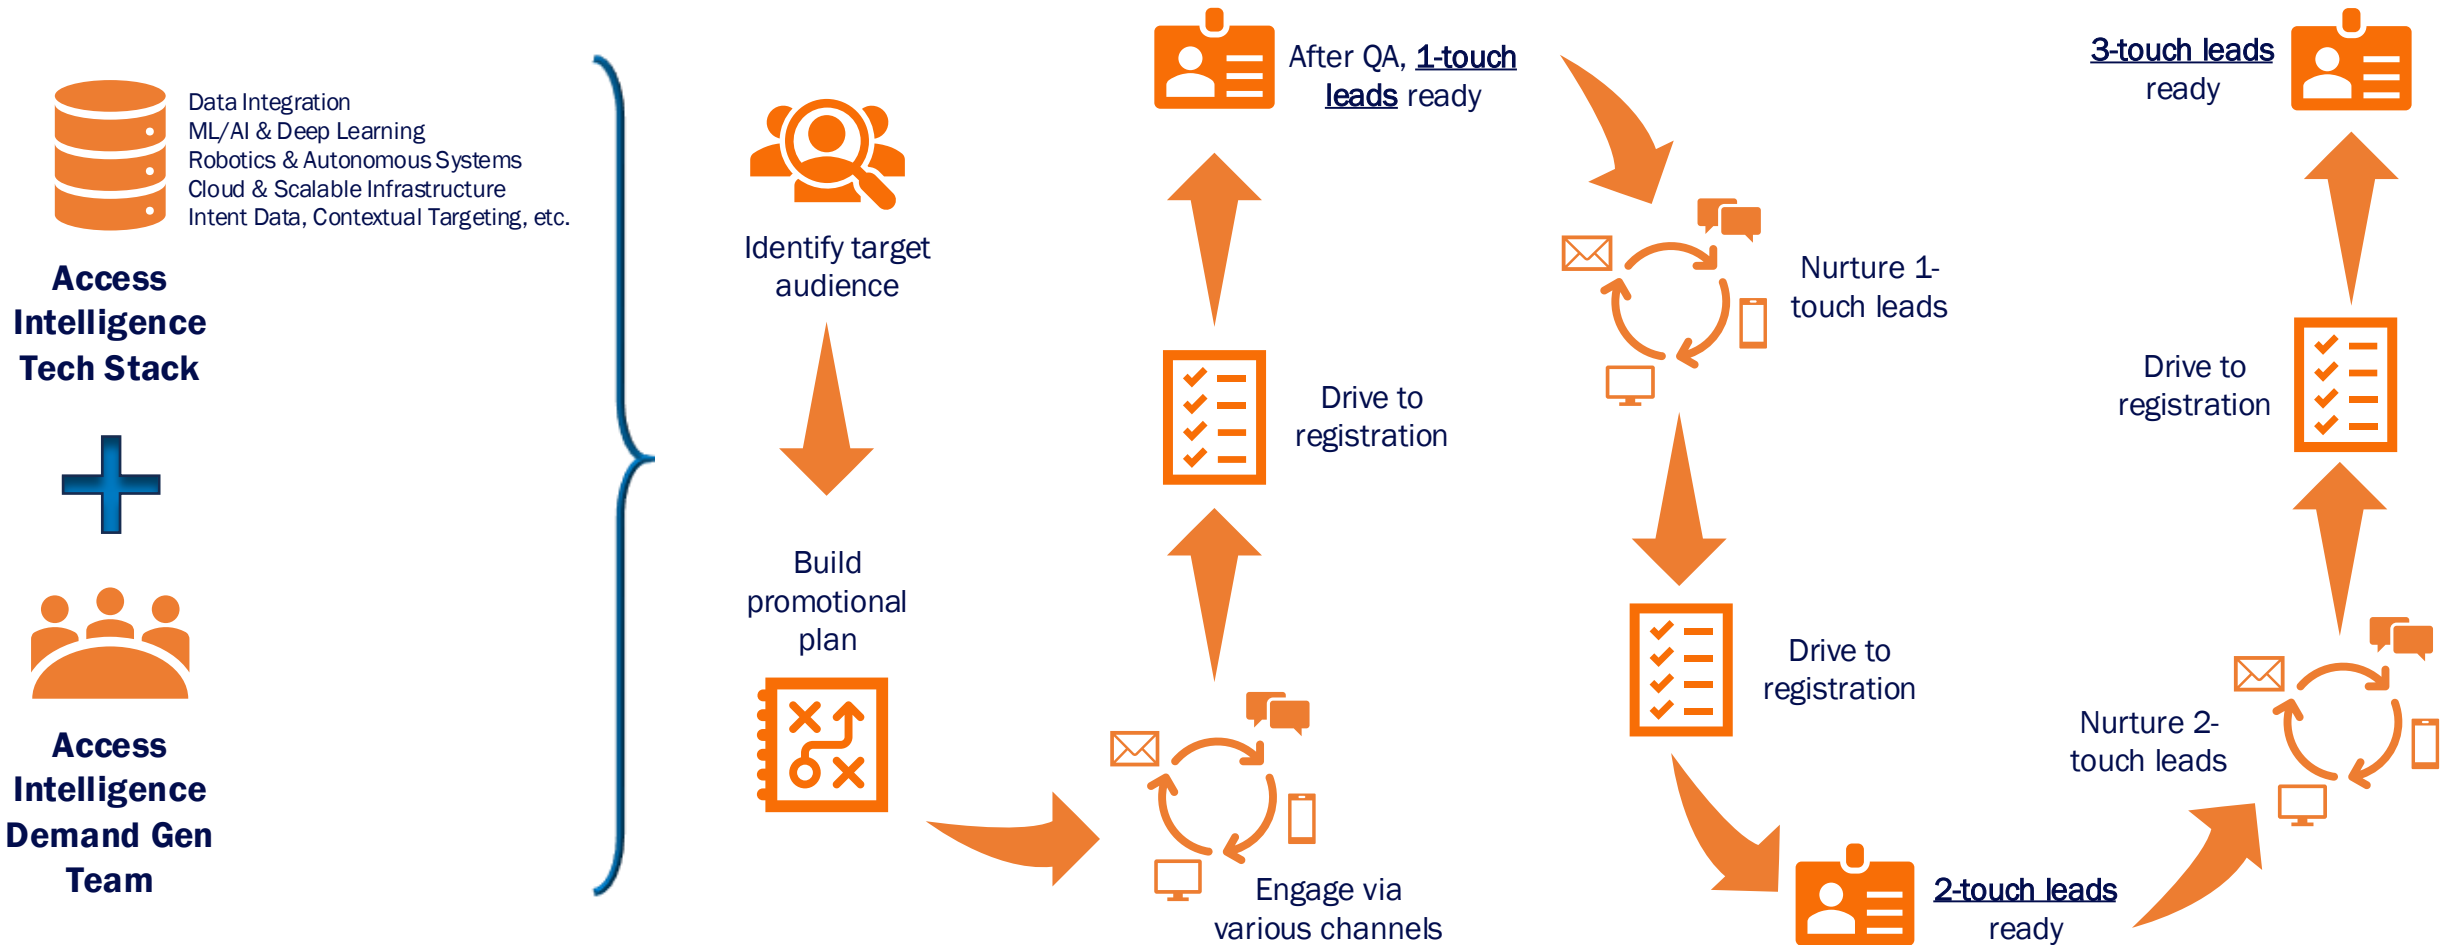 Data Integration
ML/AI & Deep Learning
Robotics & Autonomous Systems
Cloud & Scalable Infrastructure
Intent Data, Contextual Targeting, etc.
Access
Intelligence
Tech Stack
Access
Intelligence
Demand Gen
Team
Identify target
audience
Build
promotional
plan
Engage via
various channels
Drive to
registration
After QA, 1-touch
leads ready
Nurture 1-
touch leads
Drive to
registration
2-touch leads
ready
Nurture 2-
touch leads
Drive to
registration
3-touch leads
ready